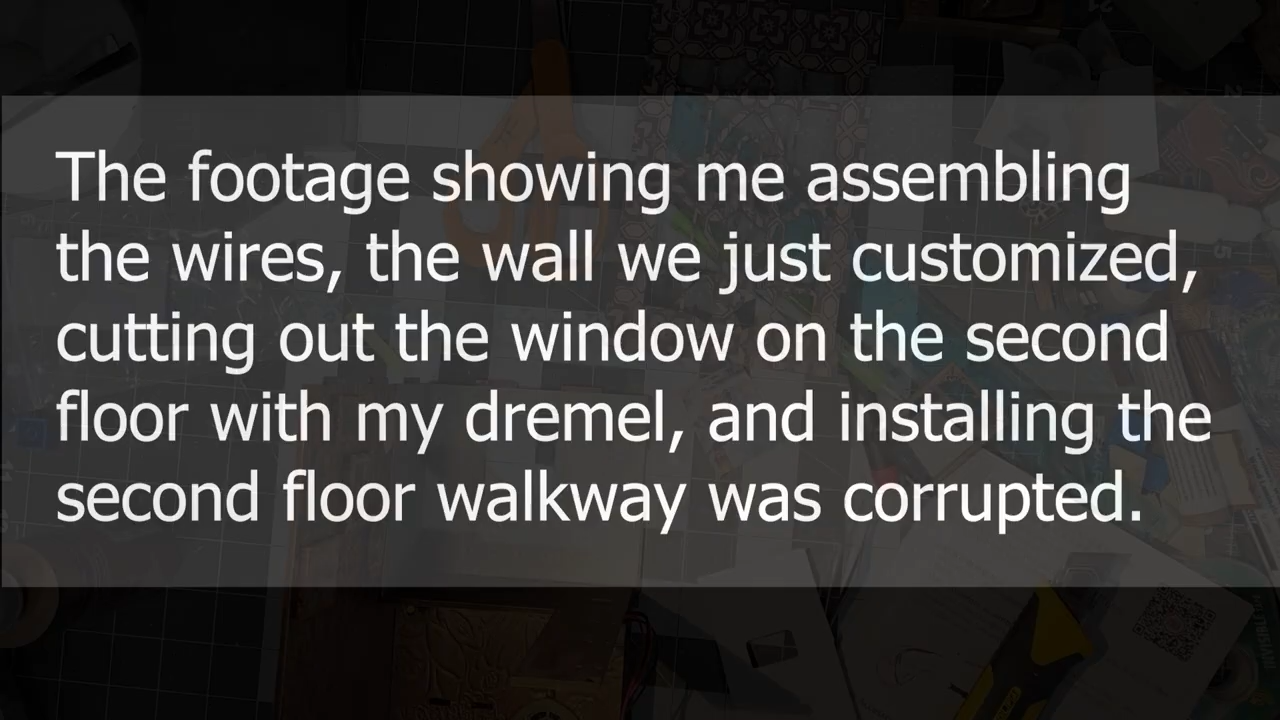 The footage showing me assembling
the wires, the wall we just customized,
cutting out the window on the second
floor with my dremel, and installing the
second floor walkway was corrupted.